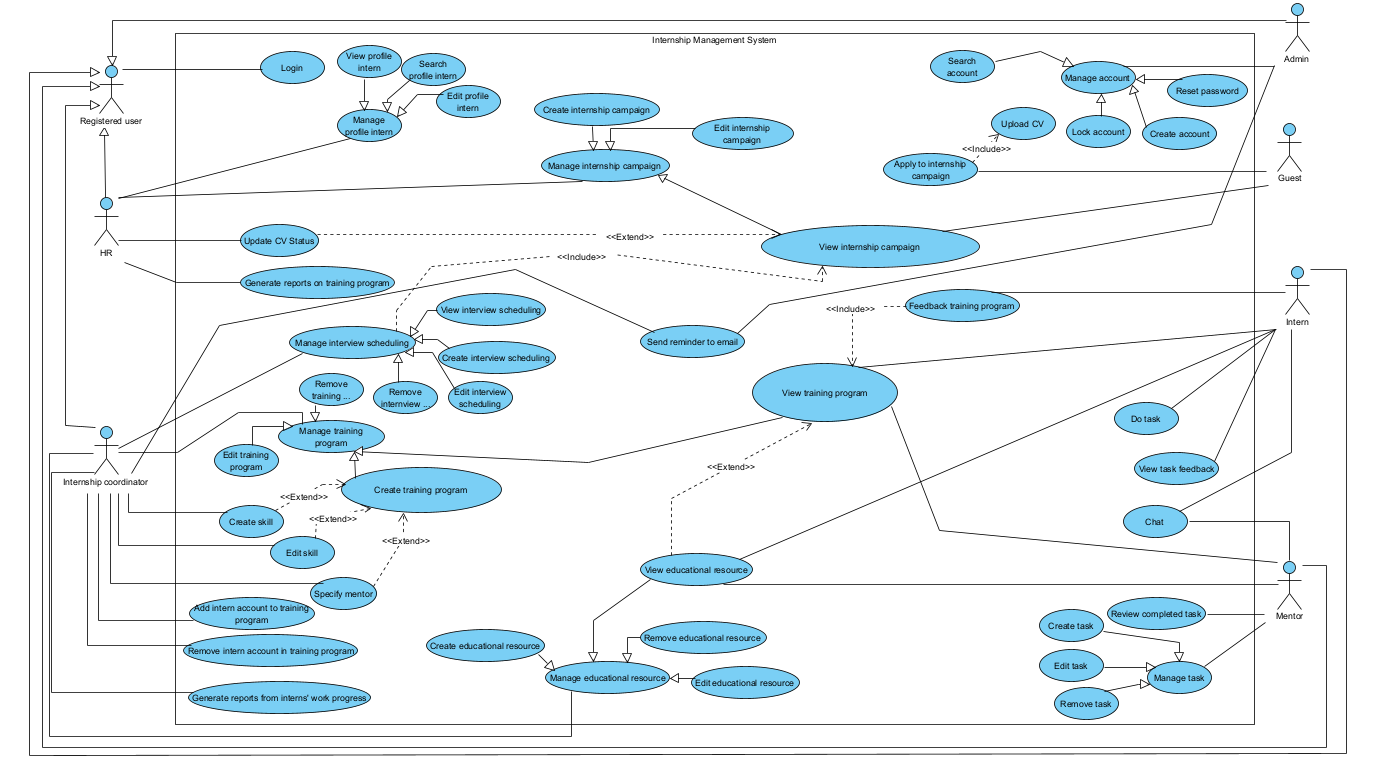 Internship Management System
Admin
Registered user
Login
View profile
intern
Search
profile intern
Edit profile
intern
Manage
profile intern
Create internship campaign
Edit internship
campaign
Manage internship campaign
Search
account
Manage account
Reset password
Lock account
Create account
Upload CV
<<Include>>
Apply to internship
campaign
Guest
HR
Update CV Status
<<Extend>>
View internship campaign
<<Include>>
Generate reports on training program
View interview scheduling
Manage interview scheduling
Create interview scheduling
Remove
internview ...
Edit interview
scheduling
Send reminder to email
<<Include>>
Feedback training program
Intern
Remove
training ...
Manage training
program
Edit training
program
View training program
Do task
View task feedback
Chat
Internship coordinator
<<Extend>>
Create training program
<<Extend>>
<<Extend>>
<<Extend>>
Create skill
Edit skill
Specify mentor
View educational resource
Mentor
Add intern account to training
program
Remove intern account in training program
Generate reports from interns' work progress
Create educational resource
Remove educational resource
Manage educational resource
Edit educational resource
Review completed task
Create task
Edit task
Manage task
Remove task